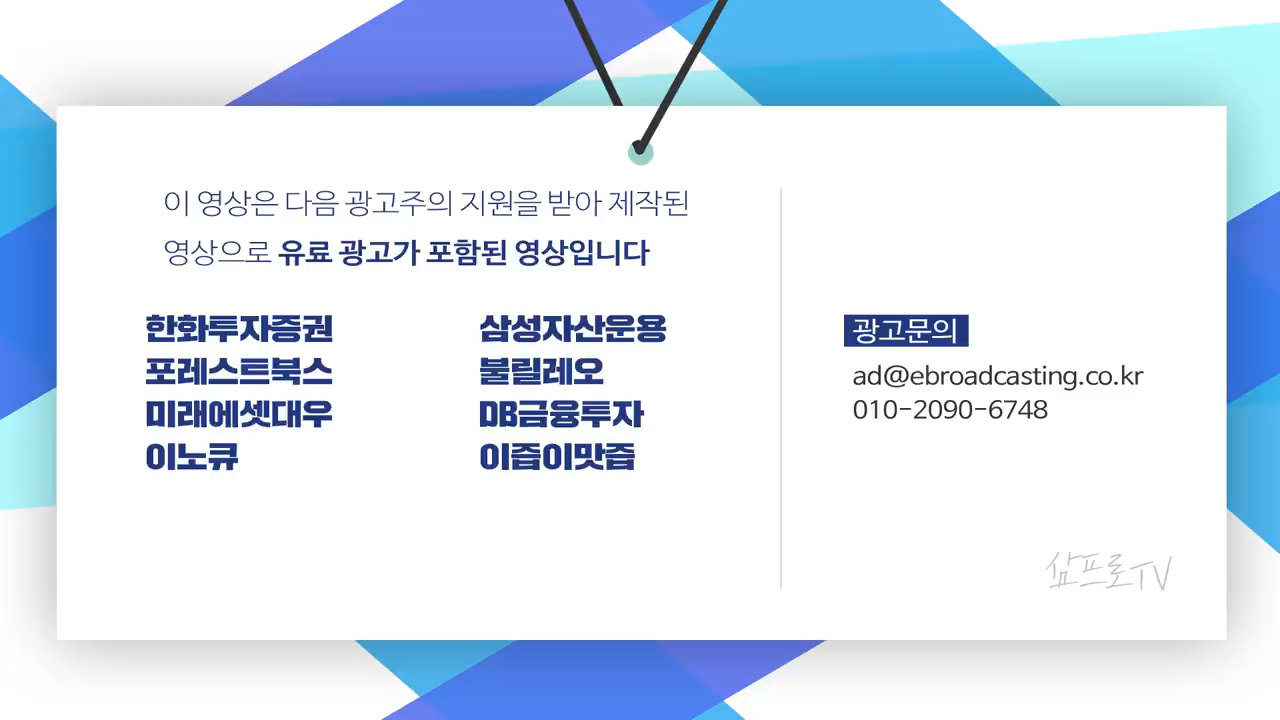 이 영상은 다음 광고주의 지원을 받아 제작된
영상으로 유료 광고가 포함된 영상입니다
한화투자증권
포레스트북스
미래에셋대우
이노큐
삼성자산운용
불릴레오
DB금융투자
이즙이맛즙
광고문의
ad@ebroadcasting.co.kr
010-2090-6748
삼프로TV